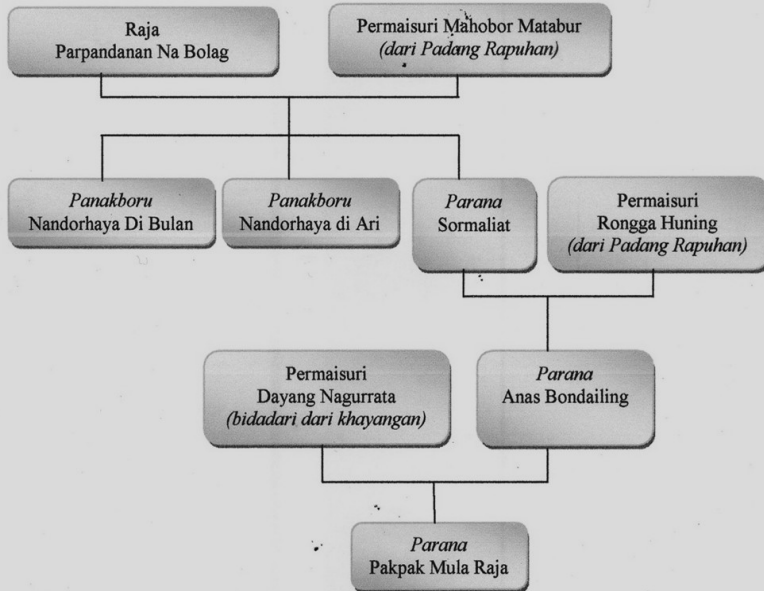 Raja
Parpandanan Na Bolag
Permaisuri Mahobor Matabur
(dari Padang Rapuhan)
Panakboru
Nandorhaya Di Bulan
Panakboru
Nandorhaya di Ari
Parana
Sormaliat
Permaisuri
Rongga Huning
(dari Padang Rapuhan)
Permaisuri
Dayang Nagurrata
(bidadari dari khayangan)
Parana
Anas Bondailing
Parana
Pakpak Mula Raja